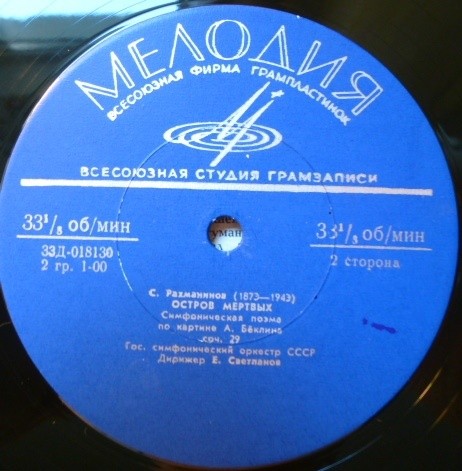 МЕЛОДИЯ
ВСЕСОЮЗНАЯ ФИРМА ГРАМПЛАСТИНОК
ВСЕСОЮЗНАЯ СТУДИЯ ГРАМЗАПИСИ
33⅓ об/мин
33⅓ об/мин
33Д-018130
2 гр. 1-00
2 сторона
С. Рахманинов (1873—1943)
ОСТРОВ МЕРТВЫХ
Симфоническая поэма
по картине А. Бёклина
соч. 29
Гос. симфонический оркестр СССР
Дирижер Е. Светланов